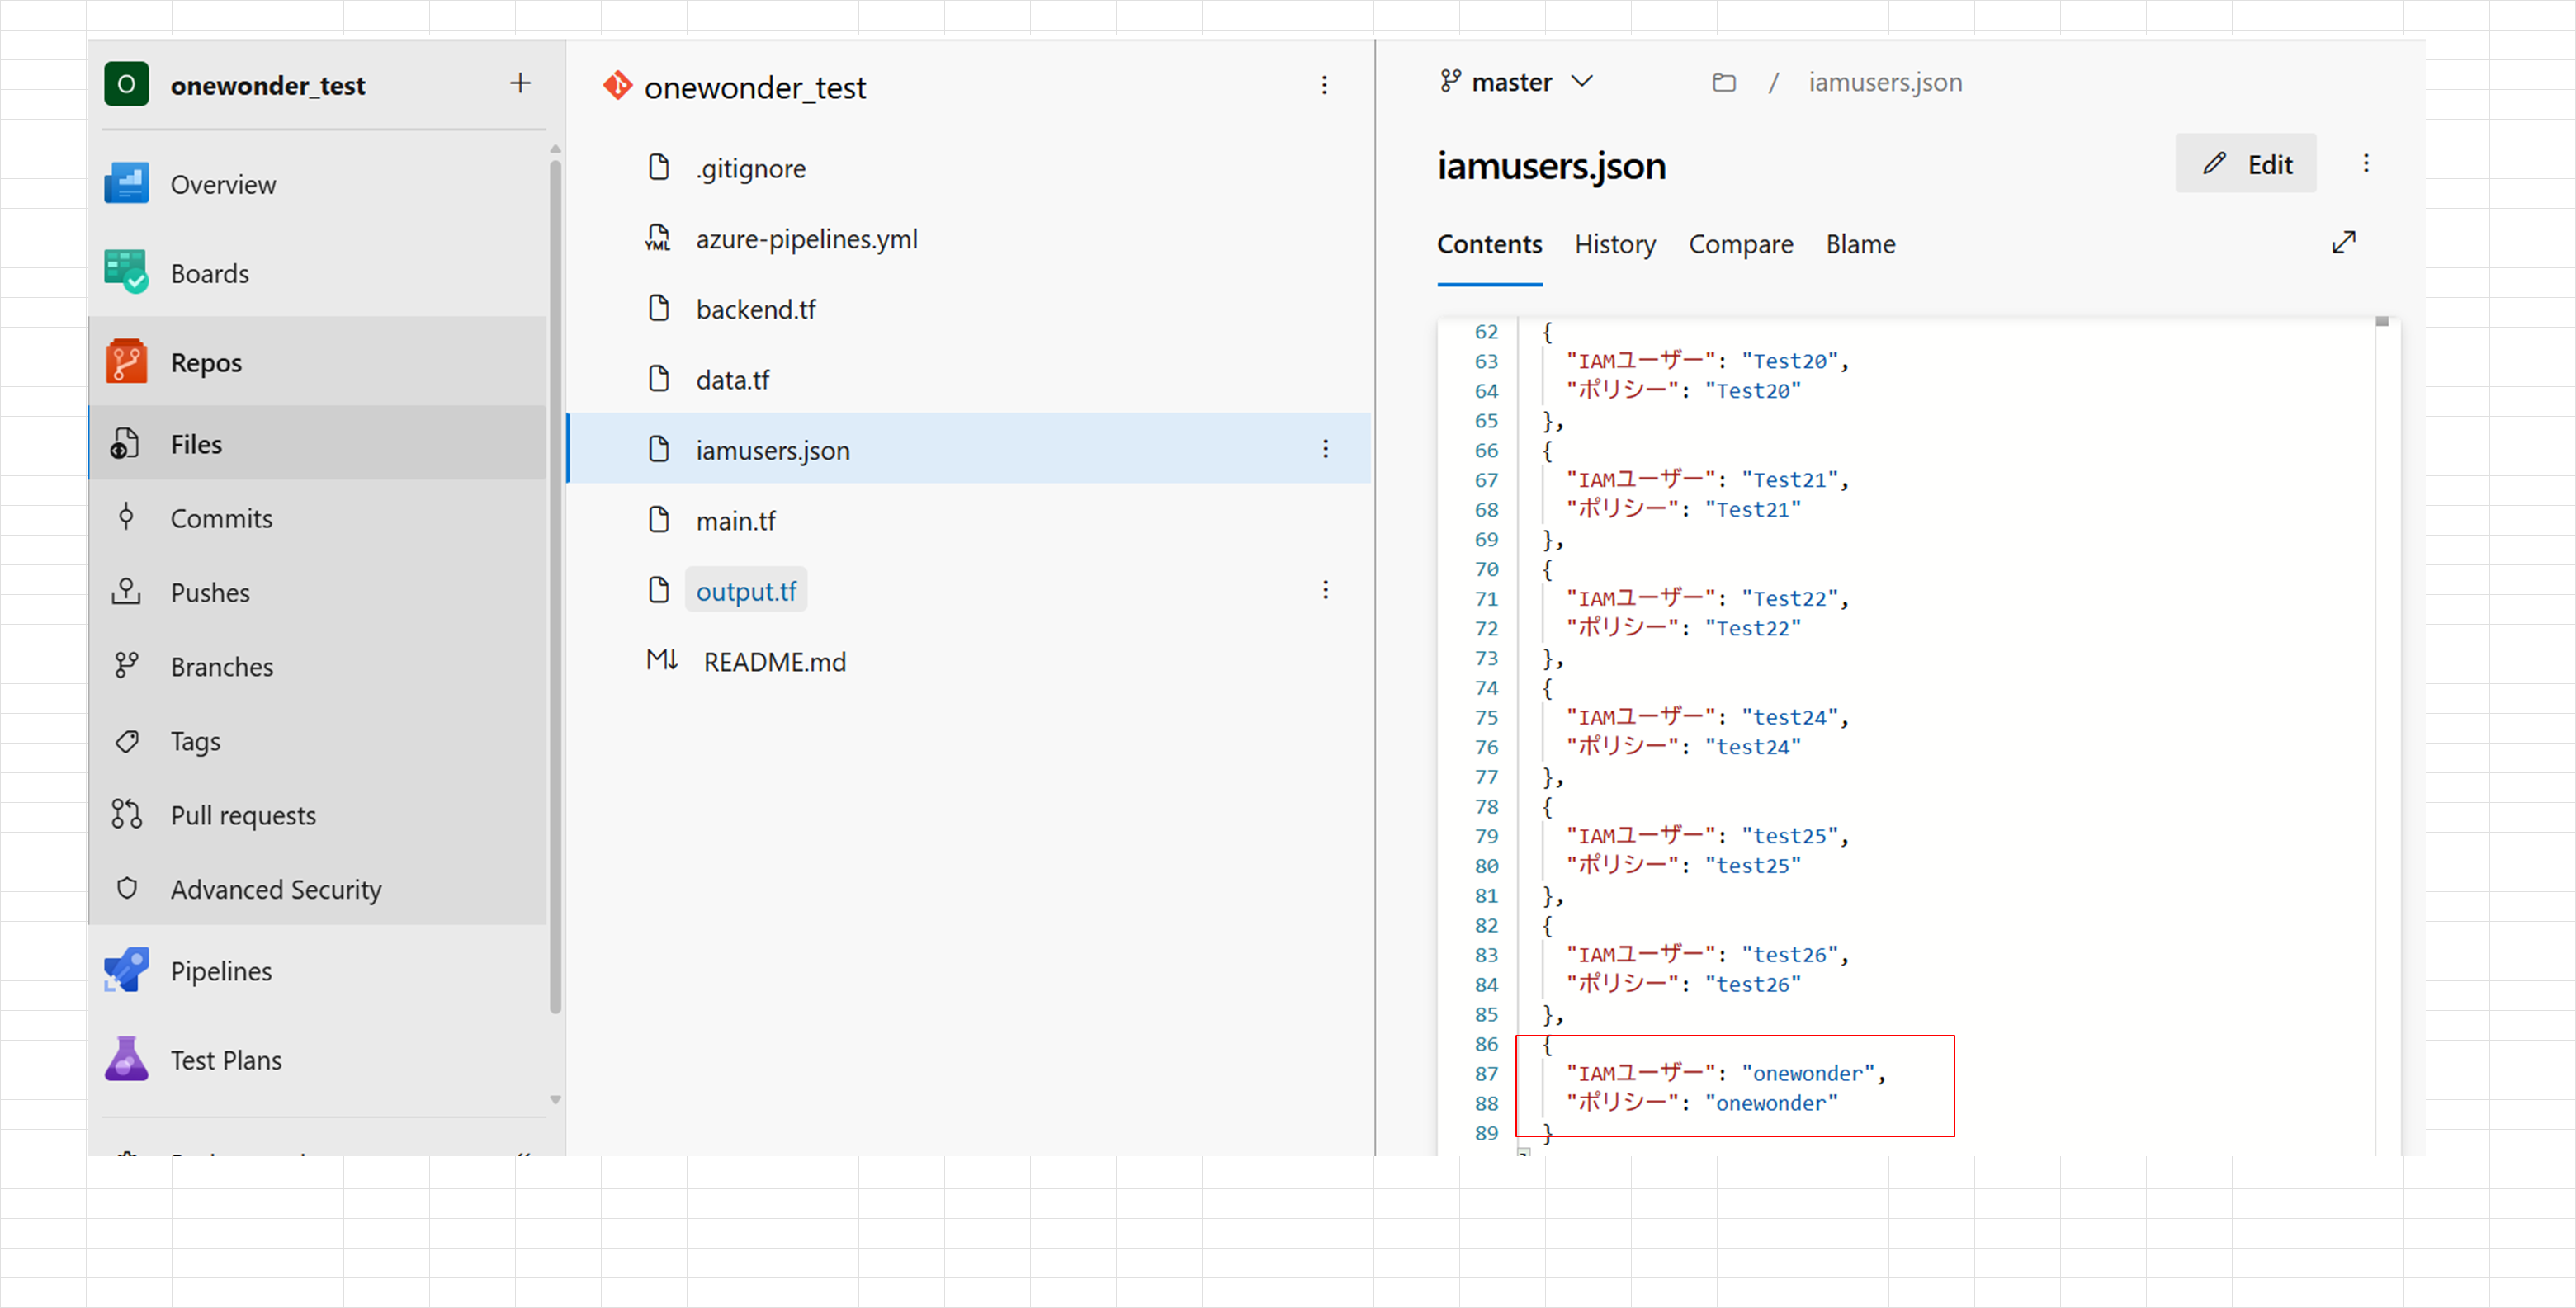 O onewonder_test +
Overview
Boards
Repos
Files
Commits
Pushes
Branches
Tags
Pull requests
Advanced Security
Pipelines
Test Plans
onewonder_test
.gitignore
YML azure-pipelines.yml
backend.tf
data.tf
iamusers.json
main.tf
output.tf
M↓ README.md
master / iamusers.json
iamusers.json
Edit
Contents History Compare Blame
62 {
63 "IAMユーザー": "Test20",
64 "ポリシー": "Test20"
65 },
66 {
67 "IAMユーザー": "Test21",
68 "ポリシー": "Test21"
69 },
70 {
71 "IAMユーザー": "Test22",
72 "ポリシー": "Test22"
73 },
74 {
75 "IAMユーザー": "test24",
76 "ポリシー": "test24"
77 },
78 {
79 "IAMユーザー": "test25",
80 "ポリシー": "test25"
81 },
82 {
83 "IAMユーザー": "test26",
84 "ポリシー": "test26"
85 },
86 {
87 "IAMユーザー": "onewonder",
88 "ポリシー": "onewonder"
89 }